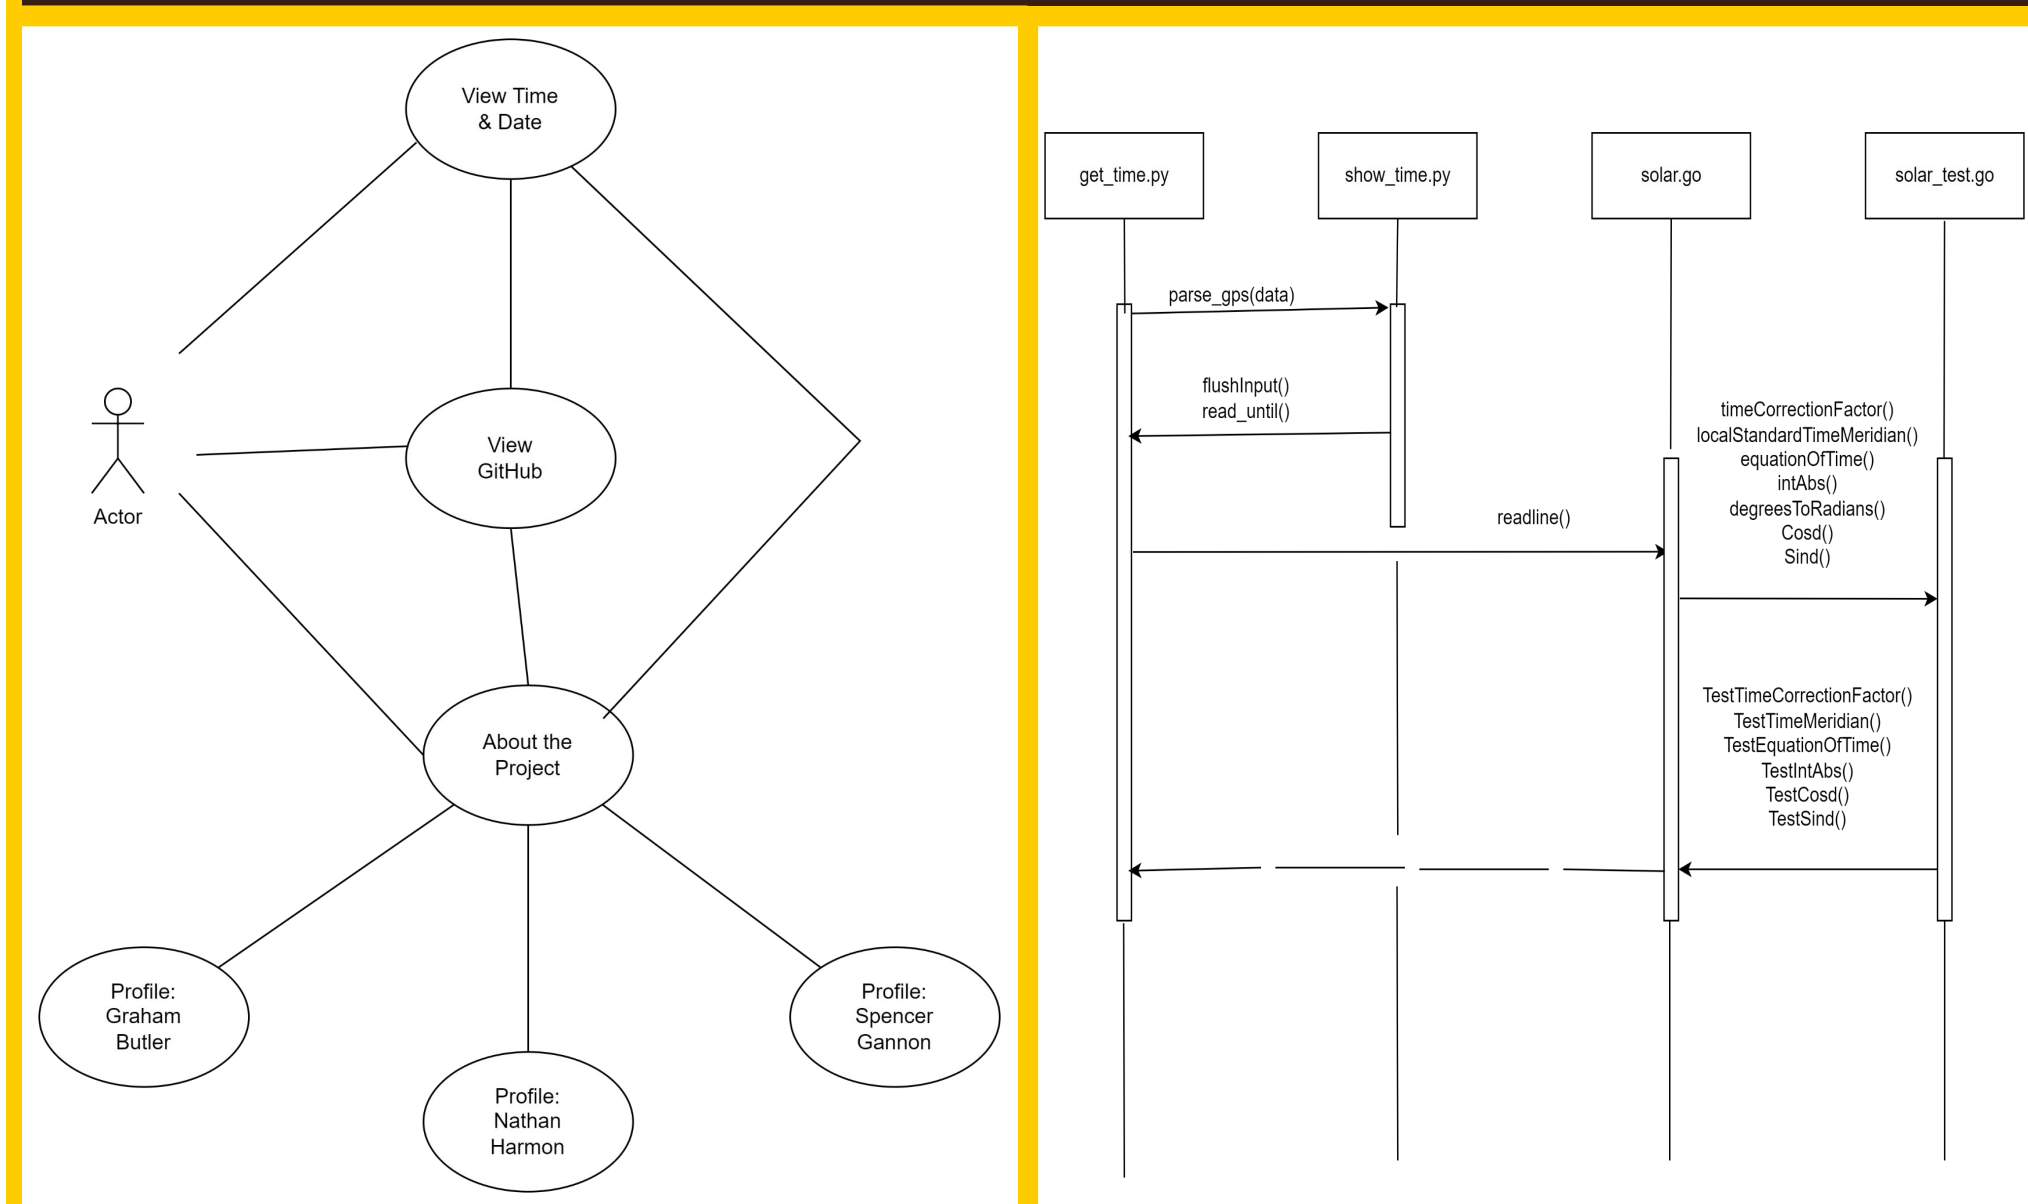 View Time
& Date
View
GitHub
Actor
About the
Project
Profile:
Graham
Butler
Profile:
Nathan
Harmon
Profile:
Spencer
Gannon
get_time.py
show_time.py
solar.go
solar_test.go
parse_gps(data)
flushInput()
read_until()
readline()
timeCorrectionFactor()
localStandardTimeMeridian()
equationOfTime()
intAbs()
degreesToRadians()
Cosd()
Sind()
TestTimeCorrectionFactor()
TestTimeMeridian()
TestEquationOfTime()
TestIntAbs()
TestCosd()
TestSind()